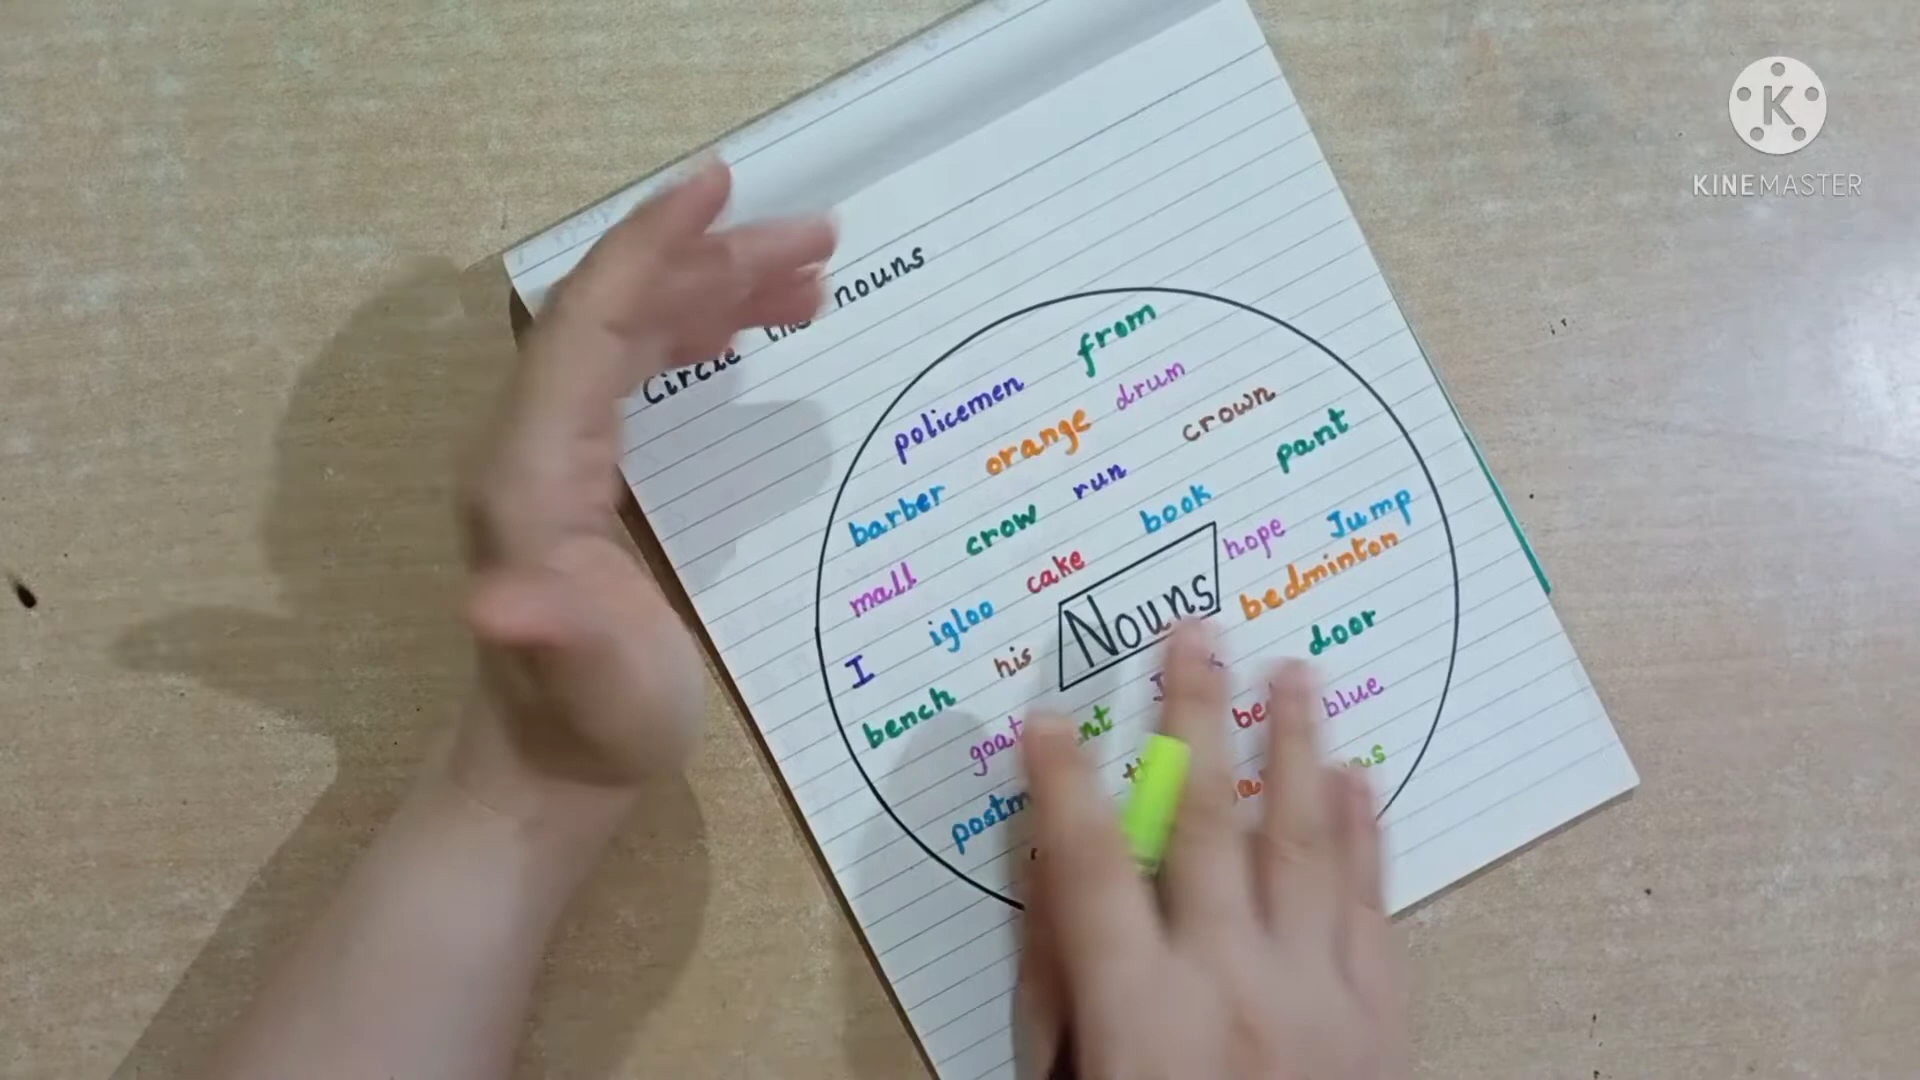 Circle the nouns
policemen from
barber orange drum
mall crow run crown
igloo cake book pant
I his hope Jump
Nouns
bench bedminton
goat door
blue
KINEMASTER